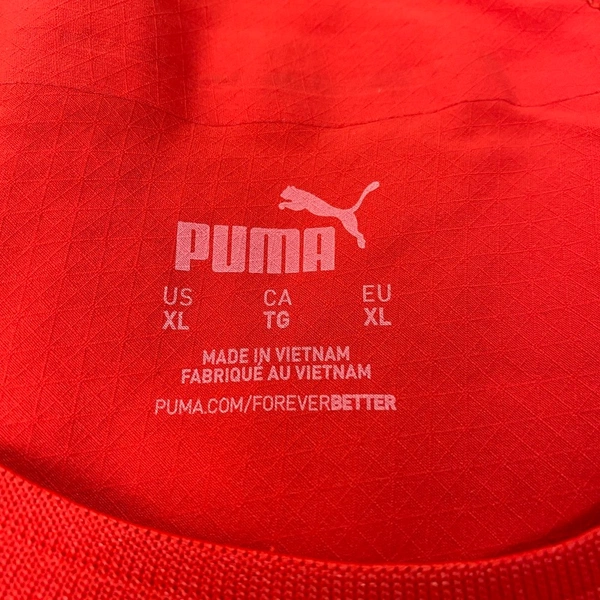 PUMA
US CA EU
XL TG XL
MADE IN VIETNAM
FABRIQUÉ AU VIETNAM
PUMA.COM/FOREVERBETTER